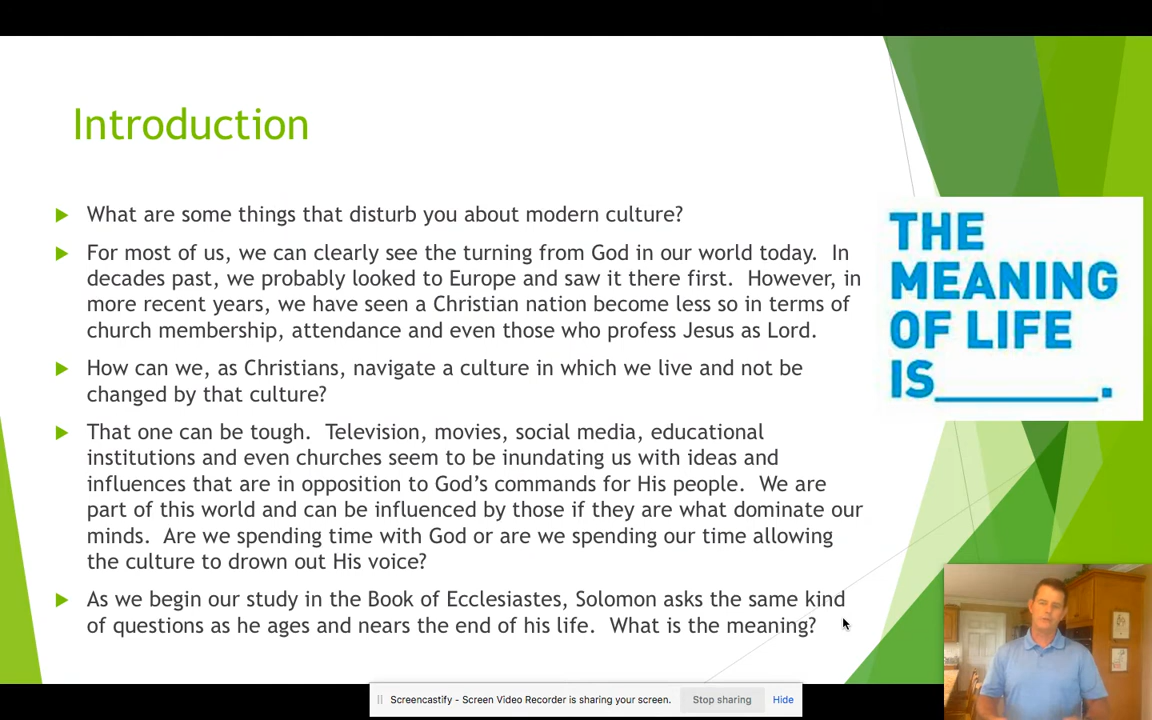 Introduction
What are some things that disturb you about modern culture?
For most of us, we can clearly see the turning from God in our world today.  In
decades past, we probably looked to Europe and saw it there first.  However, in
more recent years, we have seen a Christian nation become less so in terms of
church membership, attendance and even those who profess Jesus as Lord.
How can we, as Christians, navigate a culture in which we live and not be
changed by that culture?
That one can be tough.  Television, movies, social media, educational
institutions and even churches seem to be inundating us with ideas and
influences that are in opposition to God’s commands for His people.  We are
part of this world and can be influenced by those if they are what dominate our
minds.  Are we spending time with God or are we spending our time allowing
the culture to drown out His voice?
As we begin our study in the Book of Ecclesiastes, Solomon asks the same kind
of questions as he ages and nears the end of his life.  What is the meaning?
THE
MEANING
OF LIFE
IS_______.
Screencastify - Screen Video Recorder is sharing your screen.
Stop sharing
Hide